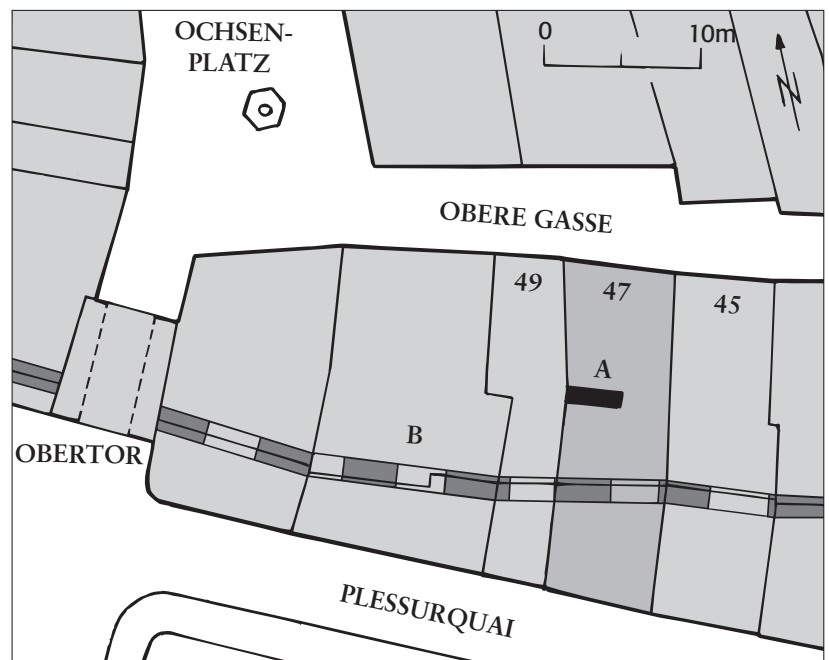 OCHSEN-
PLATZ
0 10m
N
OBERE GASSE
49 47 45
A
B
OBERTOR
PLESSURQUAI